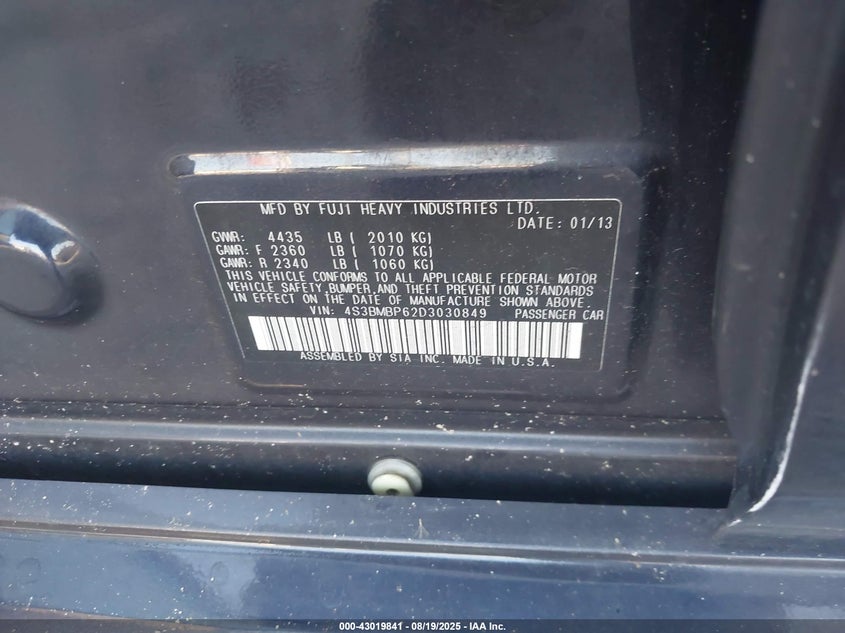 MFD BY FUJI HEAVY INDUSTRIES LTD.
DATE: 01/13
GVWR: 4435 LB ( 2010 KG)
GAWR: F 2360 LB ( 1070 KG)
GAWR: R 2340 LB ( 1060 KG)
THIS VEHICLE CONFORMS TO ALL APPLICABLE FEDERAL MOTOR
VEHICLE SAFETY,BUMPER,AND THEFT PREVENTION STANDARDS
IN EFFECT ON THE DATE OF MANUFACTURE SHOWN ABOVE.
VIN: 4S3BMBP62D3030849 PASSENGER CAR
ASSEMBLED BY SIA INC. MADE IN U.S.A.
000-43019841 - 08/19/2025 - IAA Inc.